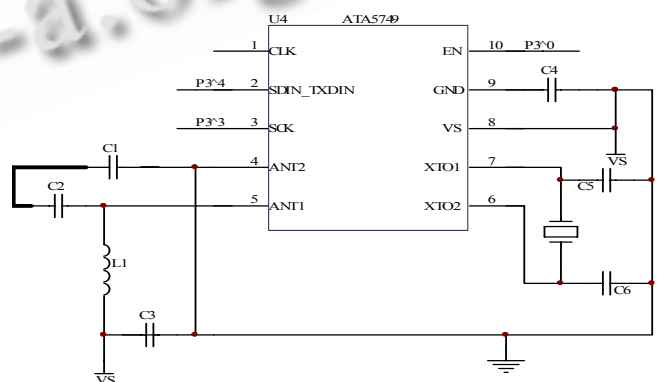 a.c
U4 ATA5749
1 CLK EN 10 P3^0
P3^4 2 SDIN_TXDIN GND 9 C4
P3^3 3 SCK VS 8
VS
C1 4 ANT2 XTO1 7 C5
C2 5 ANT1 XTO2 6
L1
C6
C3
VS